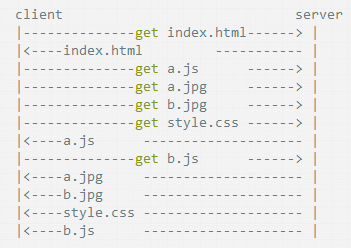 client                               server
|--------------get index.html------> |
|<----index.html         ----------- |
|--------------get a.js      ------> |
|--------------get a.jpg     ------> |
|--------------get b.jpg     ------> |
|--------------get style.css ------> |
|<----a.js      -------------------- |
|--------------get b.js      ------> |
|<----a.jpg     -------------------- |
|<----b.jpg     -------------------- |
|<----style.css -------------------- |
|<----b.js      -------------------- |